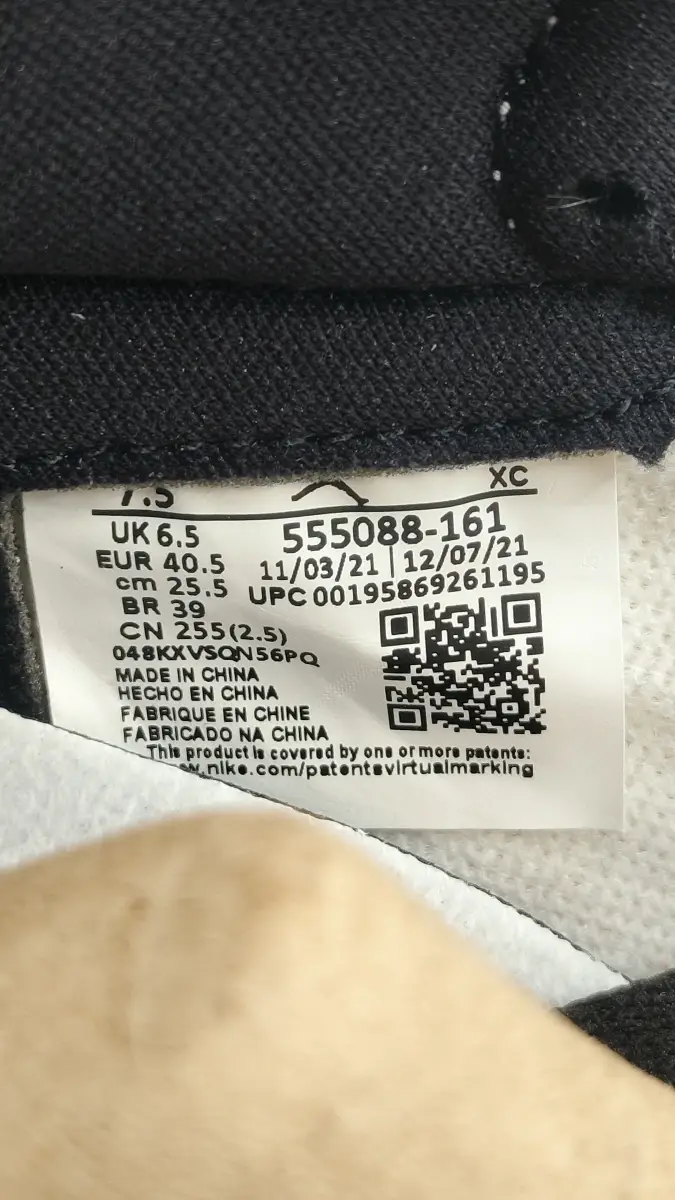 7.5 XC
UK 6.5 555088-161
EUR 40.5 11/03/21 | 12/07/21
cm 25.5 UPC 00195869261195
BR 39
CN 255(2.5)
048KXVSQN56PQ
MADE IN CHINA
HECHO EN CHINA
FABRIQUE EN CHINE
FABRICADO NA CHINA
This product is covered by one or more patents:
w.nike.com/patentsvirtualmarking